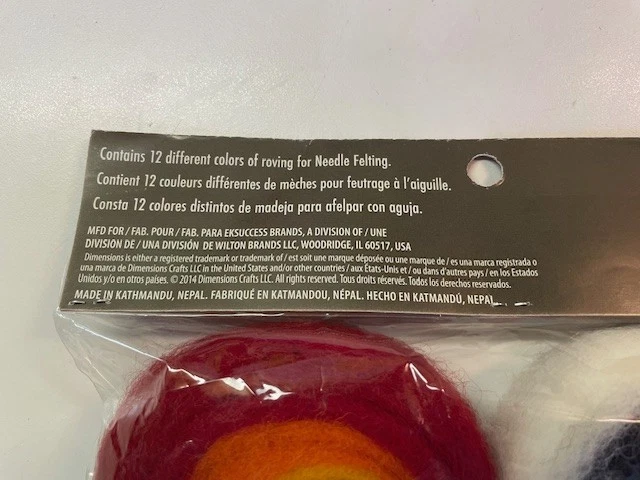 Contains 12 different colors of roving for Needle Felting.
Contient 12 couleurs différentes de mèches pour feutrage à l'aiguille.
Consta 12 colores distintos de madeja para afelpar con aguja.
MFD FOR / FAB. POUR / FAB. PARA EKSUCCESS BRANDS, A DIVISION OF / UNE
DIVISION DE / UNA DIVISIÓN DE WILTON BRANDS LLC, WOODRIDGE, IL 60517, USA
Dimensions is either a registered trademark or trademark of / est soit une marque déposée ou une marque de / es una marca registrada o
una marca de Dimensions Crafts LLC in the United States and/or other countries / aux États-Unis et / ou dans d'autres pays / en los Estados
Unidos y/o en otros países. © 2014 Dimensions Crafts LLC. All rights reserved. Tous droits réservés. Todos los derechos reservados.
MADE IN KATHMANDU, NEPAL. FABRIQUÉ EN KATMANDOU, NÉPAL. HECHO EN KATMANDÚ, NEPAL.